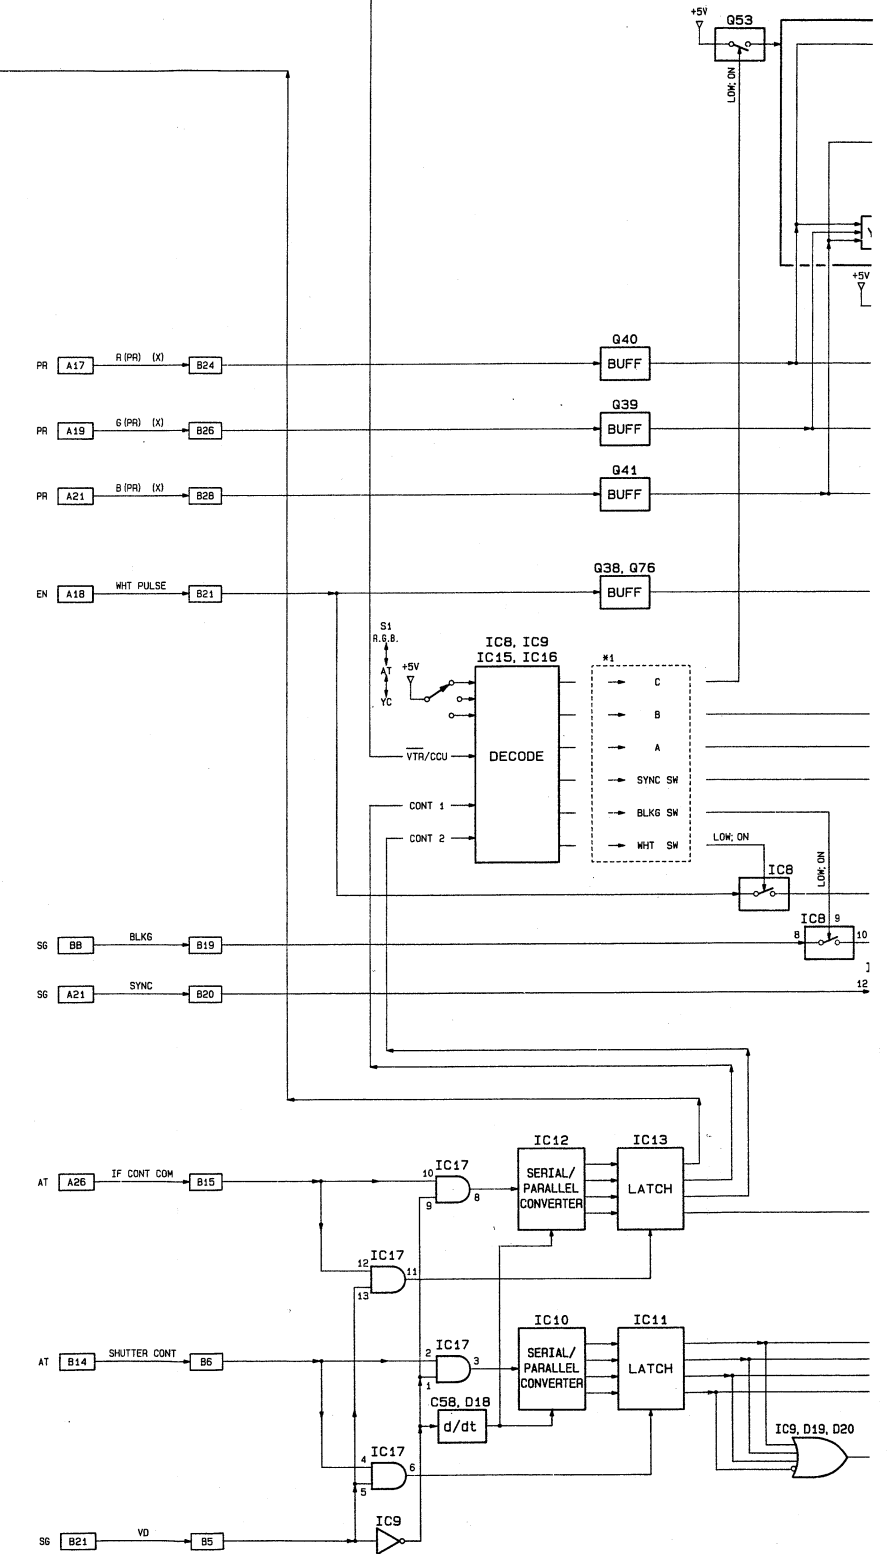 +5V
Q53
LOW; ON
Y
+5V
Q40
PR A17 R(PR) (X) B24 BUFF
Q39
PR A19 G(PR) (X) B26 BUFF
Q41
PR A21 B(PR) (X) B28 BUFF
Q38, Q76
EN A18 WHT PULSE B21 BUFF
S1
R.G.B.
AT
YC
+5V
IC8, IC9
IC15, IC16
DECODE
*1
C
B
A
SYNC SW
BLKG SW
WHT SW
VTR/CCU
CONT 1
CONT 2
LOW; ON
LOW; ON
IC8
IC8 9
8 10
SG B8 BLKG B19
SG A21 SYNC B20
12
IC12
IC13
AT A26 IF CONT COM B15
10 IC17
9 8
SERIAL/
PARALLEL
CONVERTER
LATCH
12 IC17
13 11
IC10
IC11
AT B14 SHUTTER CONT B6
2 IC17
1 3
SERIAL/
PARALLEL
CONVERTER
LATCH
C58, D18
d/dt
IC9, D19, D20
4 IC17
5 6
IC9
SG B21 VD B5